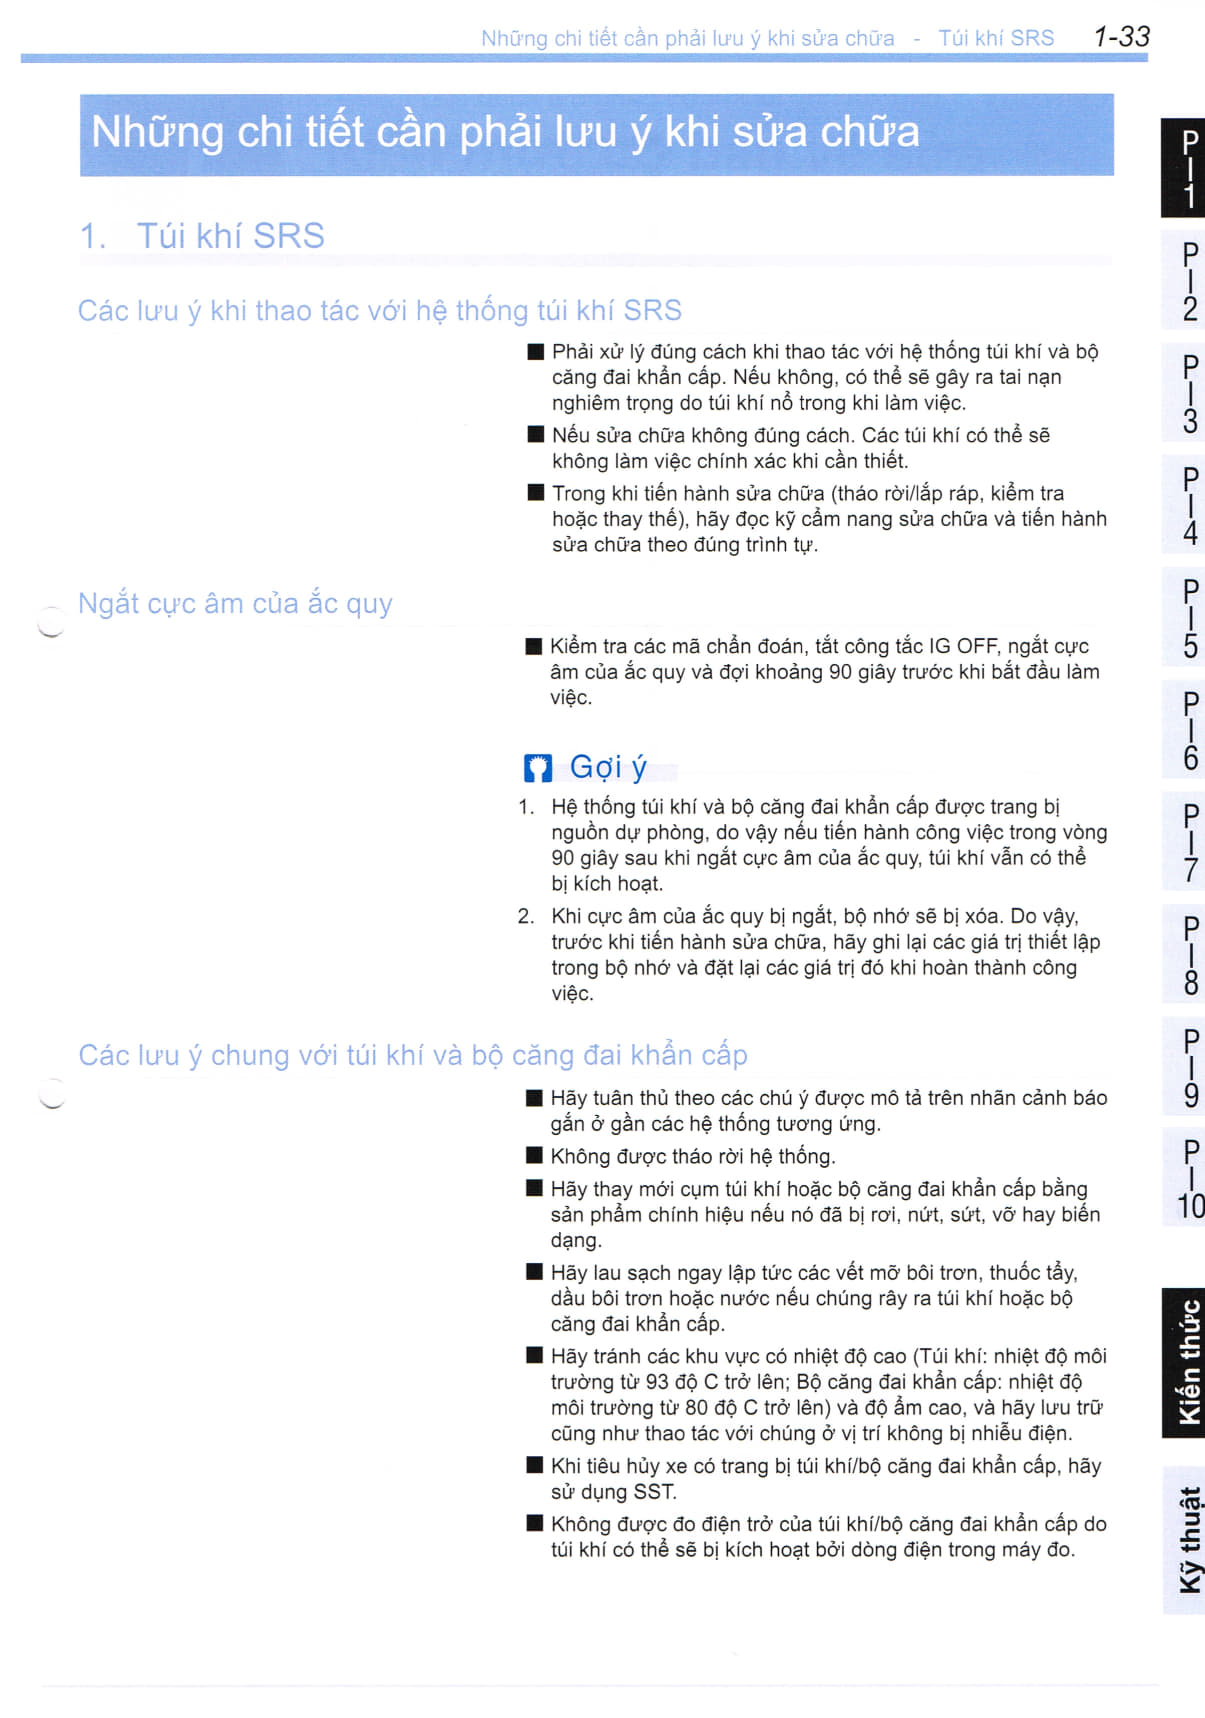 Những chi tiết cần phải lưu ý khi sửa chữa - Túi khí SRS 1-33
Những chi tiết cần phải lưu ý khi sửa chữa
1. Túi khí SRS
Các lưu ý khi thao tác với hệ thống túi khí SRS
■ Phải xử lý đúng cách khi thao tác với hệ thống túi khí và bộ
căng đai khẩn cấp. Nếu không, có thể sẽ gây ra tai nạn
nghiêm trọng do túi khí nổ trong khi làm việc.
■ Nếu sửa chữa không đúng cách. Các túi khí có thể sẽ
không làm việc chính xác khi cần thiết.
■ Trong khi tiến hành sửa chữa (tháo rời/lắp ráp, kiểm tra
hoặc thay thế), hãy đọc kỹ cẩm nang sửa chữa và tiến hành
sửa chữa theo đúng trình tự.
Ngắt cực âm của ắc quy
■ Kiểm tra các mã chẩn đoán, tắt công tắc IG OFF, ngắt cực
âm của ắc quy và đợi khoảng 90 giây trước khi bắt đầu làm
việc.
Gợi ý
1. Hệ thống túi khí và bộ căng đai khẩn cấp được trang bị
nguồn dự phòng, do vậy nếu tiến hành công việc trong vòng
90 giây sau khi ngắt cực âm của ắc quy, túi khí vẫn có thể
bị kích hoạt.
2. Khi cực âm của ắc quy bị ngắt, bộ nhớ sẽ bị xóa. Do vậy,
trước khi tiến hành sửa chữa, hãy ghi lại các giá trị thiết lập
trong bộ nhớ và đặt lại các giá trị đó khi hoàn thành công
việc.
Các lưu ý chung với túi khí và bộ căng đai khẩn cấp
■ Hãy tuân thủ theo các chú ý được mô tả trên nhãn cảnh báo
gắn ở gần các hệ thống tương ứng.
■ Không được tháo rời hệ thống.
■ Hãy thay mới cụm túi khí hoặc bộ căng đai khẩn cấp bằng
sản phẩm chính hiệu nếu nó đã bị rơi, nứt, sứt, vỡ hay biến
dạng.
■ Hãy lau sạch ngay lập tức các vết mỡ bôi trơn, thuốc tẩy,
dầu bôi trơn hoặc nước nếu chúng rây ra túi khí hoặc bộ
căng đai khẩn cấp.
■ Hãy tránh các khu vực có nhiệt độ cao (Túi khí: nhiệt độ môi
trường từ 93 độ C trở lên; Bộ căng đai khẩn cấp: nhiệt độ
môi trường từ 80 độ C trở lên) và độ ẩm cao, và hãy lưu trữ
cũng như thao tác với chúng ở vị trí không bị nhiễu điện.
■ Khi tiêu hủy xe có trang bị túi khí/bộ căng đai khẩn cấp, hãy
sử dụng SST.
■ Không được đo điện trở của túi khí/bộ căng đai khẩn cấp do
túi khí có thể sẽ bị kích hoạt bởi dòng điện trong máy đo.
P-1
P-2
P-3
P-4
P-5
P-6
P-7
P-8
P-9
P-10
Kiến thức
Kỹ thuật